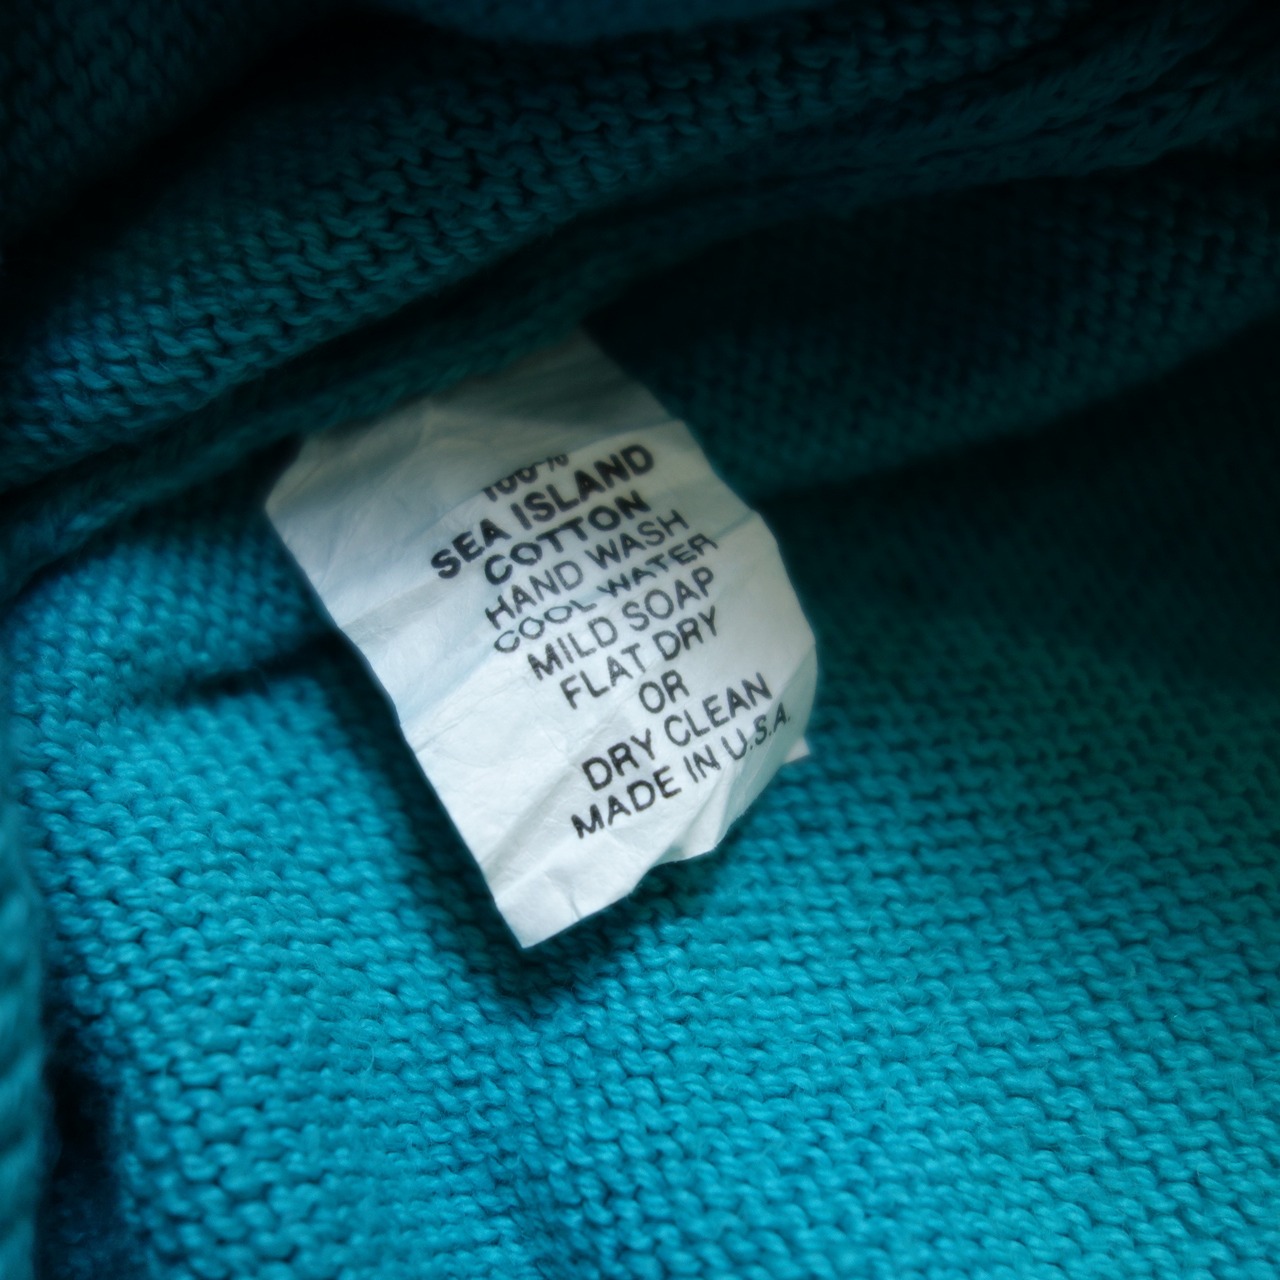 100%
SEA ISLAND
COTTON
HAND WASH
COOL WATER
MILD SOAP
FLAT DRY
OR
DRY CLEAN
MADE IN U.S.A.